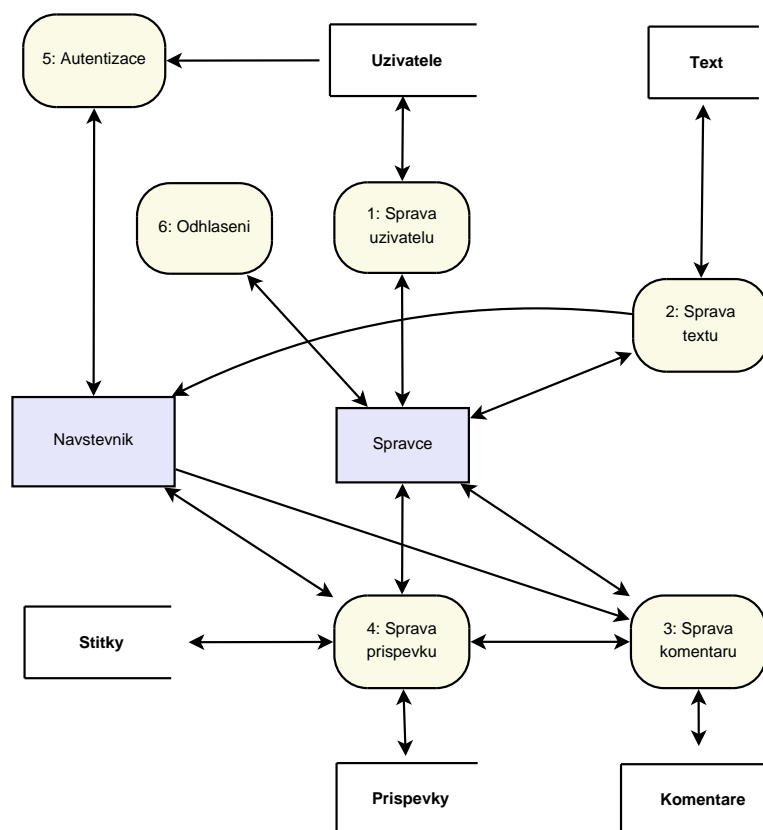 5: Autentizace
Uzivatele
Text
6: Odhlaseni
1: Sprava
uzivatelu
2: Sprava
textu
Navstevnik
Spravce
Stitky
4: Sprava
prispevku
3: Sprava
komentaru
Prispevky
Komentare